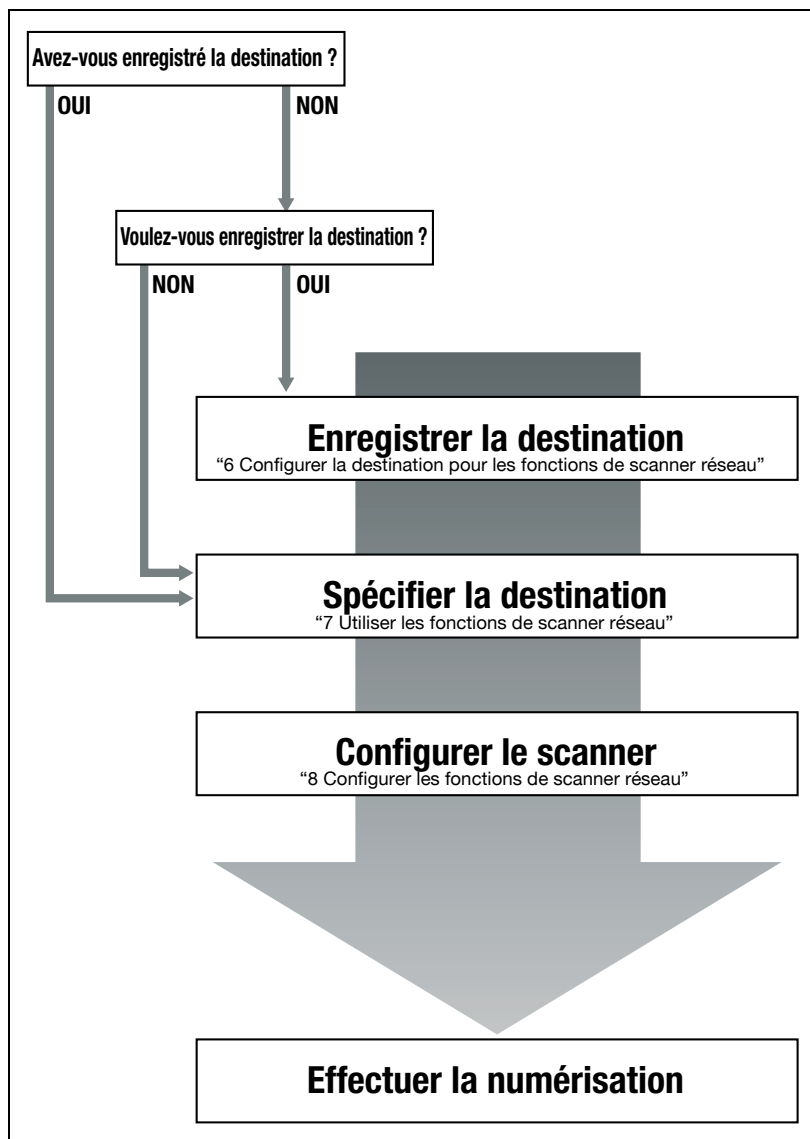 Avez-vous enregistré la destination ?
OUI
NON
Voulez-vous enregistrer la destination ?
NON
OUI
Enregistrer la destination
“6 Configurer la destination pour les fonctions de scanner réseau”
Spécifier la destination
“7 Utiliser les fonctions de scanner réseau”
Configurer le scanner
“8 Configurer les fonctions de scanner réseau”
Effectuer la numérisation